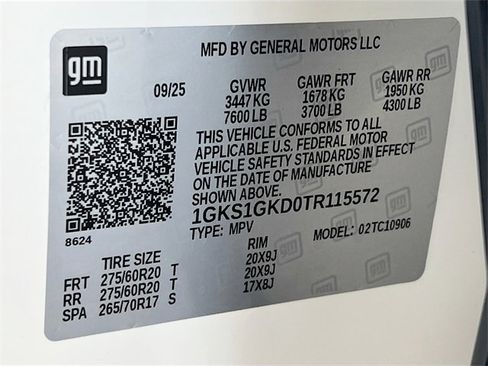 gm
MFD BY GENERAL MOTORS LLC
09/25 GVWR GAWR FRT GAWR RR
3447 KG 1678 KG 1950 KG
7600 LB 3700 LB 4300 LB
THIS VEHICLE CONFORMS TO ALL
APPLICABLE U.S. FEDERAL MOTOR
VEHICLE SAFETY STANDARDS IN EFFECT
ON THE DATE OF MANUFACTURE
SHOWN ABOVE.
1GKS1GKD0TR115572
8624
TYPE: MPV MODEL: 02TC10906
TIRE SIZE RIM
FRT 275/60R20 T 20X9J
RR 275/60R20 T 20X9J
SPA 265/70R17 S 17X8J